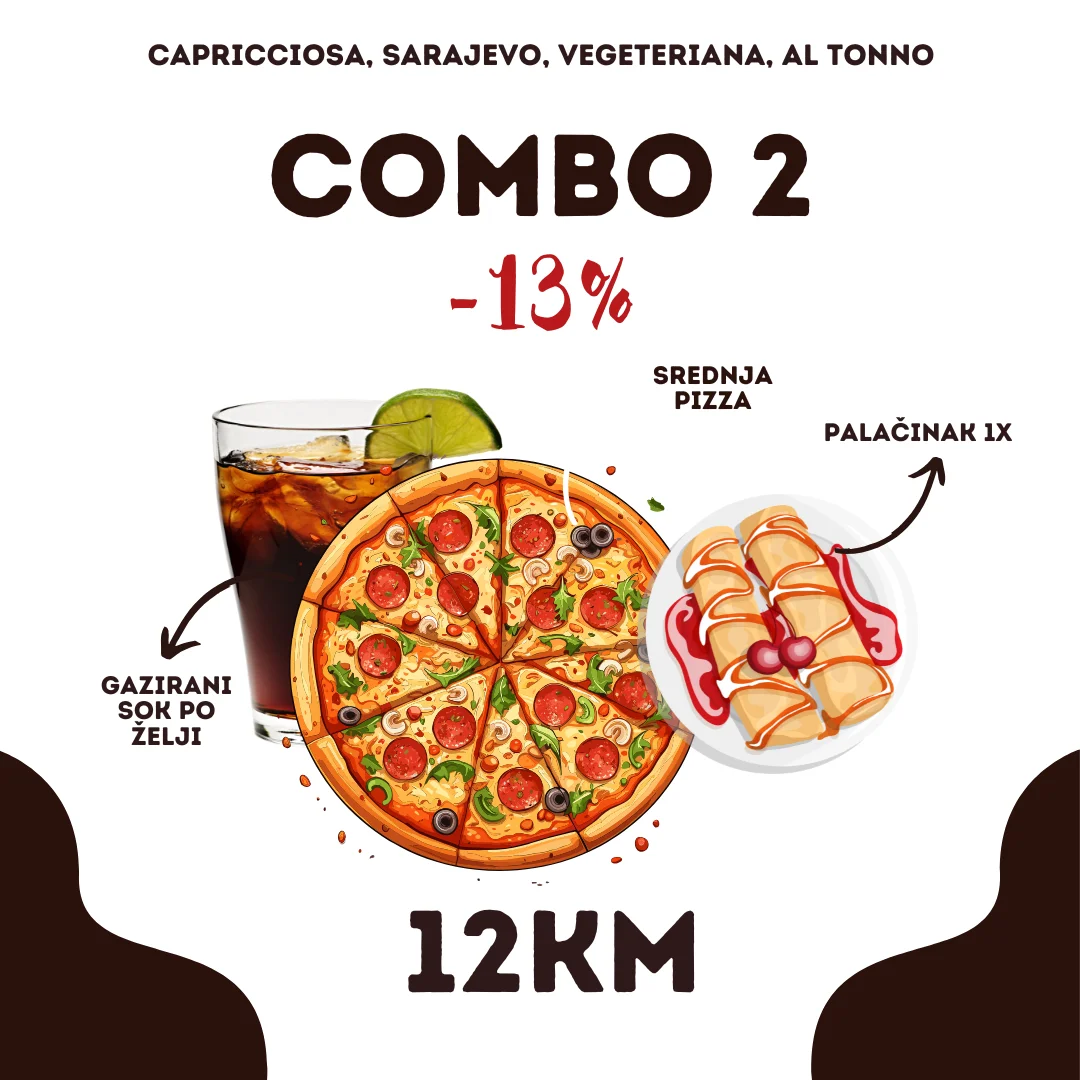 CAPRICCIOSA, SARAJEVO, VEGETERIANA, AL TONNO
COMBO 2
-13%
SREDNJA
PIZZA
PALAČINAK 1X
GAZIRANI
SOK PO
ŽELJI
12KM